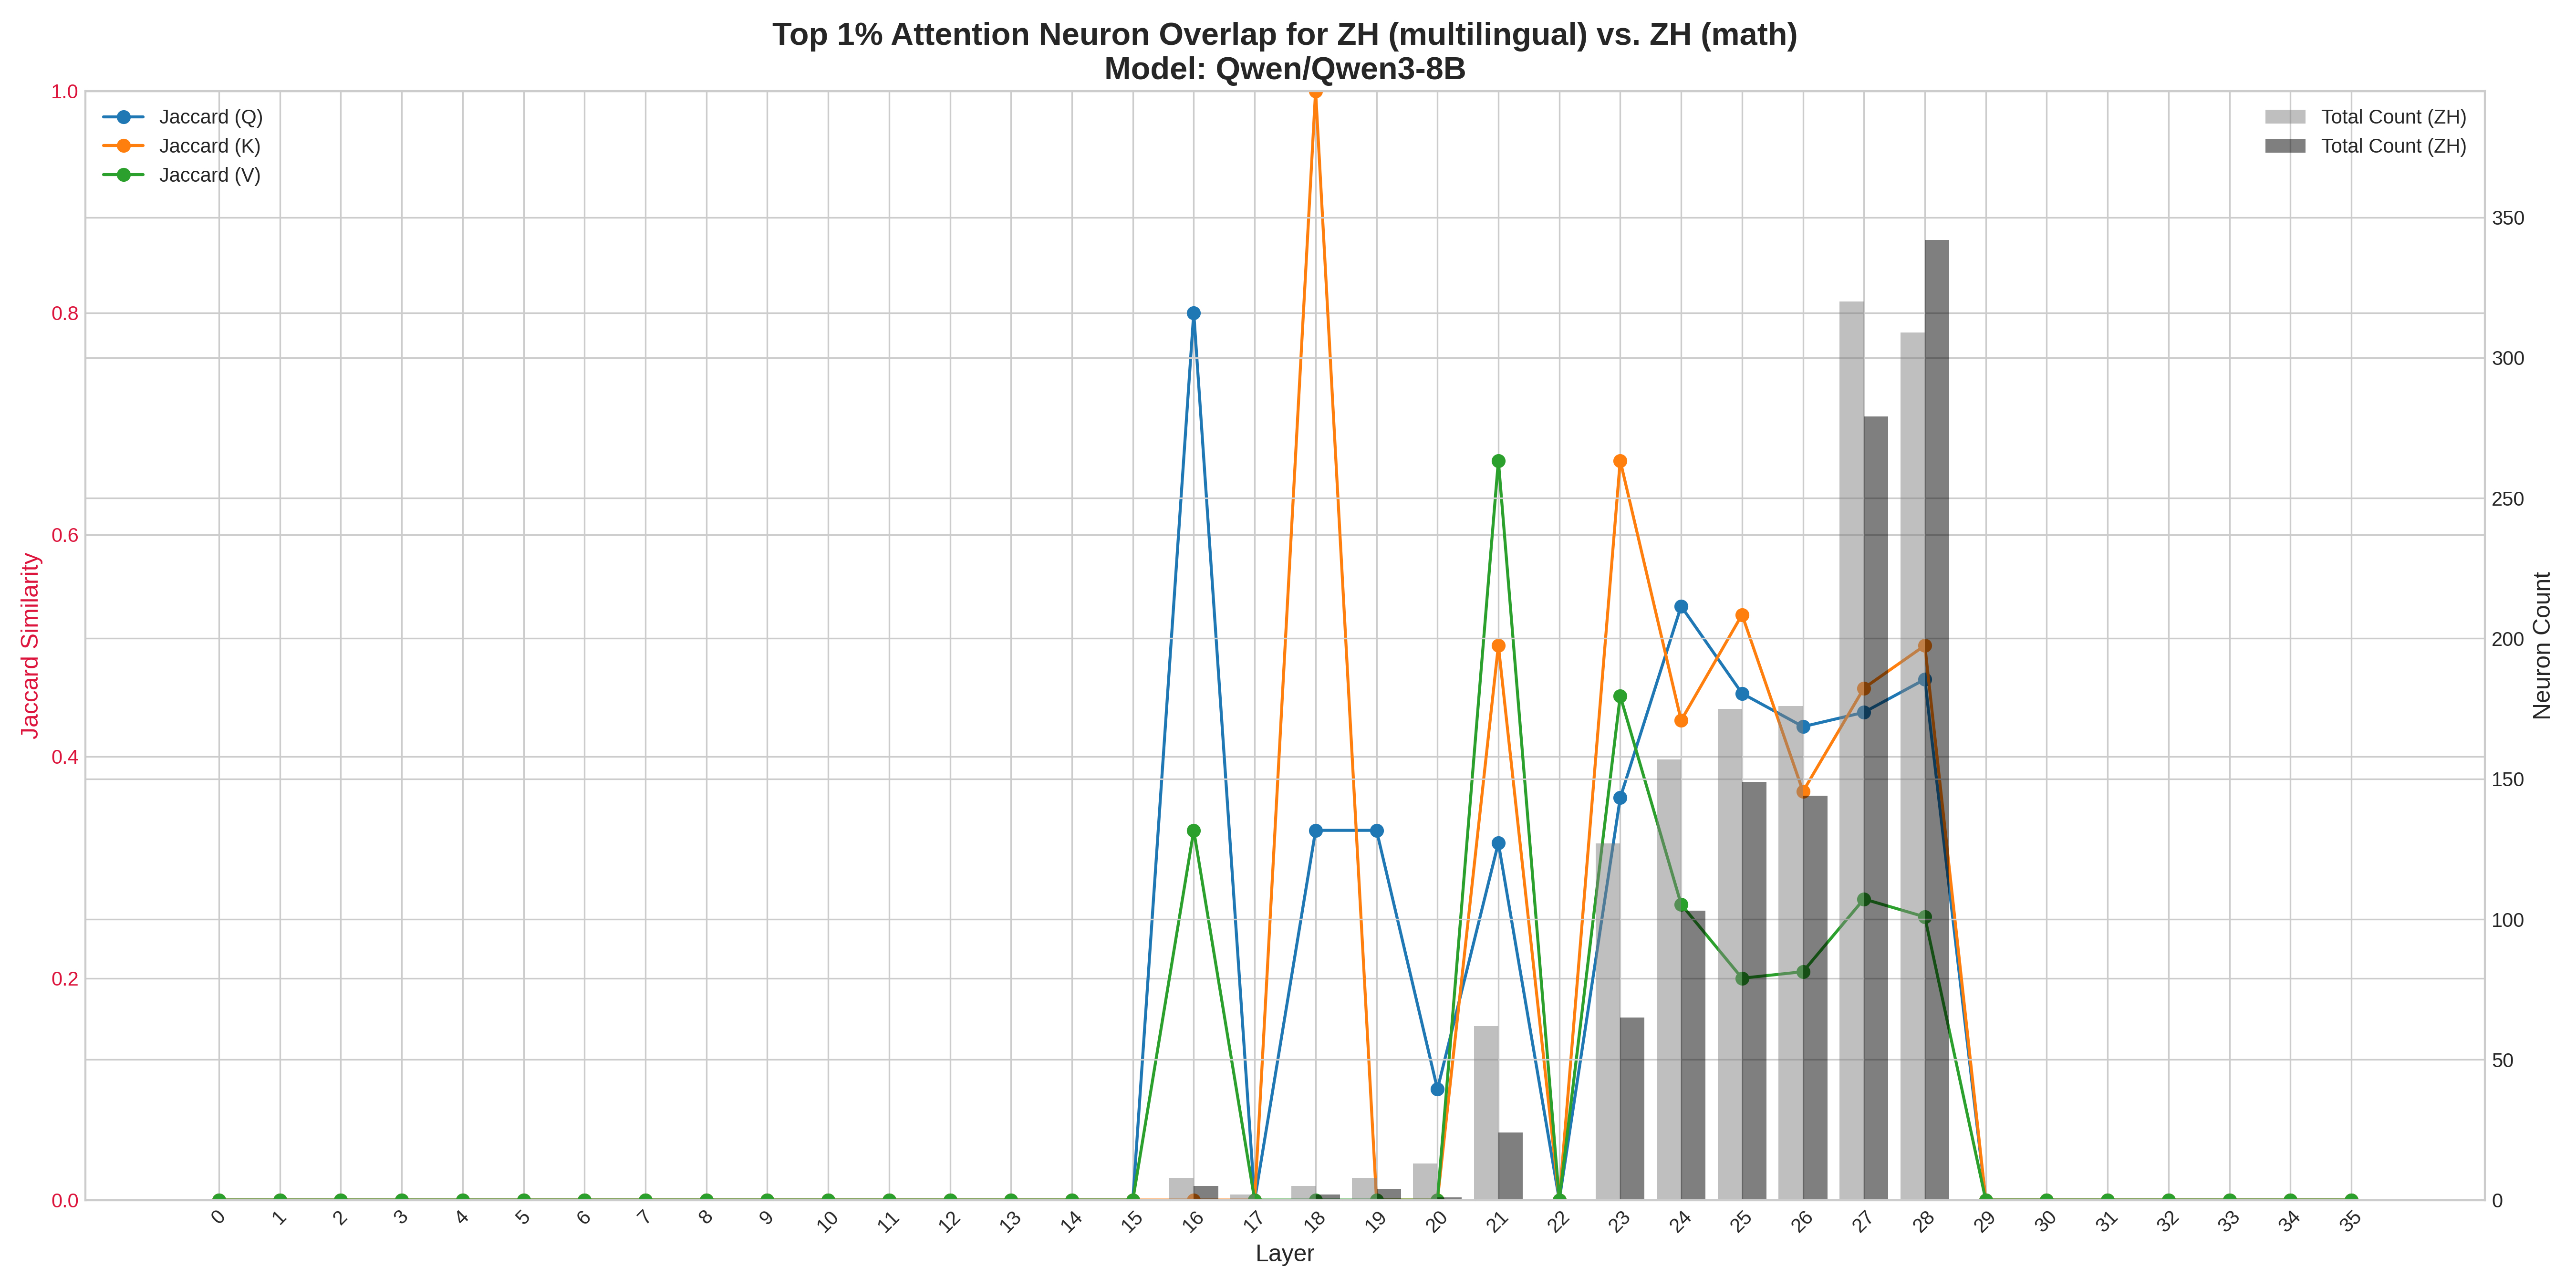 Top 1% Attention Neuron Overlap for ZH (multilingual) vs. ZH (math)
Model: Qwen/Qwen3-8B
Jaccard (Q)
Jaccard (K)
Jaccard (V)
Total Count (ZH)
Total Count (ZH)
Jaccard Similarity
1.0
0.8
0.6
0.4
0.2
0.0
Neuron Count
350
300
250
200
150
100
50
0
0 1 2 3 4 5 6 7 8 9 10 11 12 13 14 15 16 17 18 19 20 21 22 23 24 25 26 27 28 29 30 31 32 33 34 35
Layer